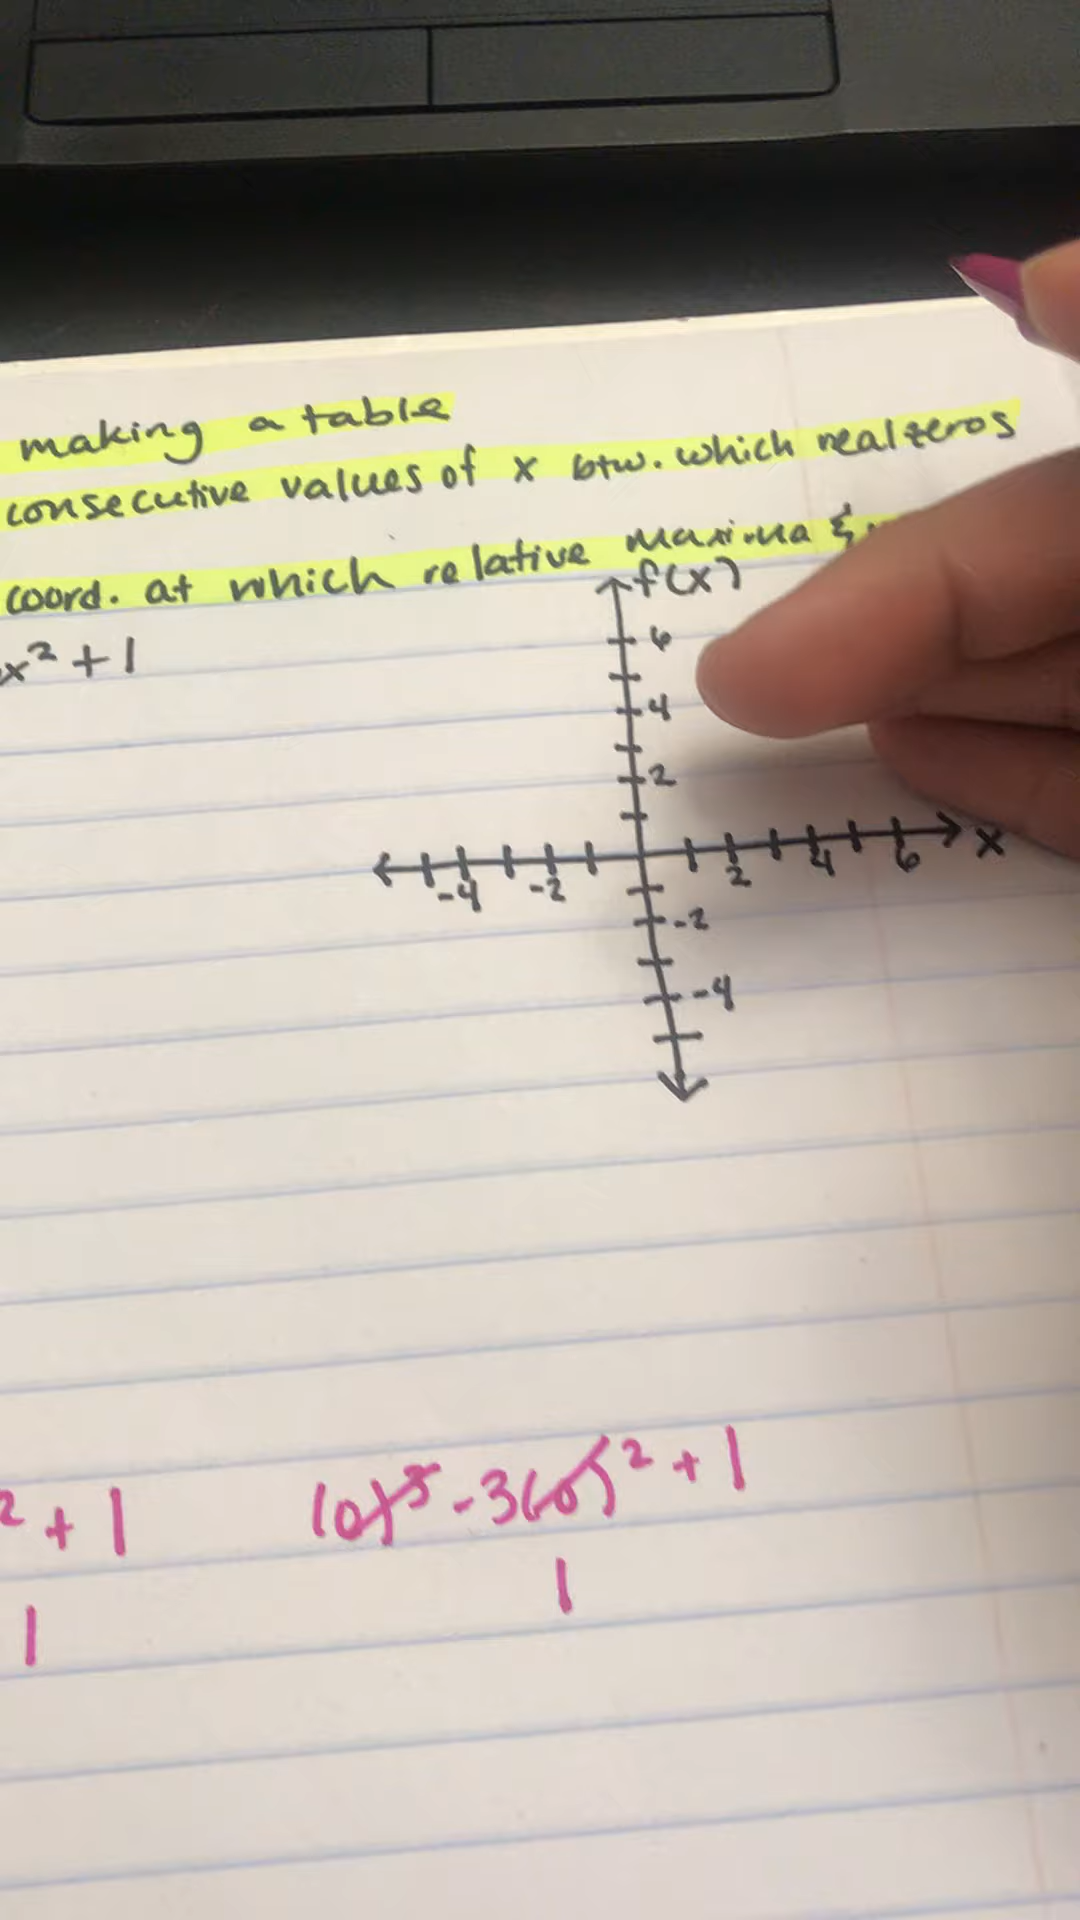 making a table
consecutive values of x btw. which real zeros
coord. at which relative maxima &
x² + 1
f(x)
6
4
2
-4 -2 2 4 6 x
-2
-4
² + 1 (0)³ - 3(0)² + 1
1 1